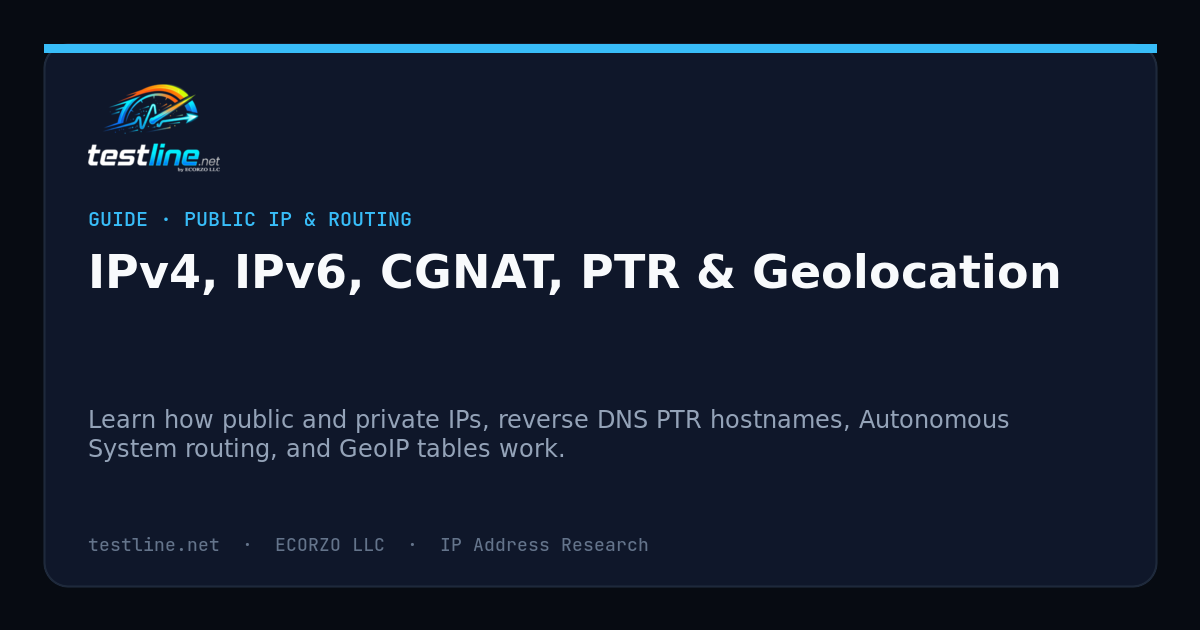 testline.net
by ECORZO LLC
GUIDE · PUBLIC IP & ROUTING
IPv4, IPv6, CGNAT, PTR & Geolocation
Learn how public and private IPs, reverse DNS PTR hostnames, Autonomous
System routing, and GeoIP tables work.
testline.net · ECORZO LLC · IP Address Research